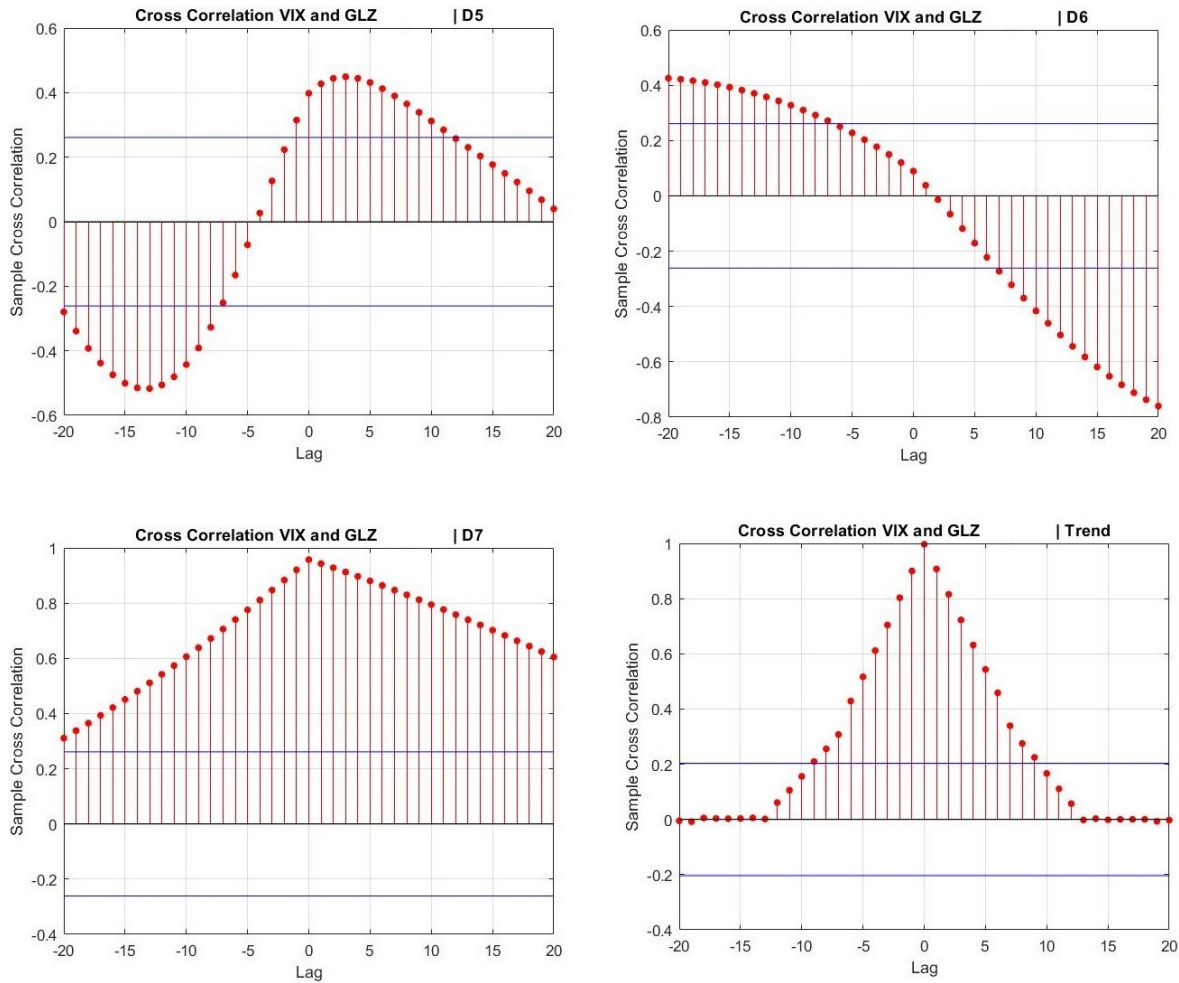 Cross Correlation VIX and GLZ | D5
0.6
0.4
0.2
0
-0.2
-0.4
-0.6
Sample Cross Correlation
-20 -15 -10 -5 0 5 10 15 20
Lag
Cross Correlation VIX and GLZ | D6
0.6
0.4
0.2
0
-0.2
-0.4
-0.6
-0.8
Sample Cross Correlation
-20 -15 -10 -5 0 5 10 15 20
Lag
Cross Correlation VIX and GLZ | D7
1
0.8
0.6
0.4
0.2
0
-0.2
-0.4
Sample Cross Correlation
-20 -15 -10 -5 0 5 10 15 20
Lag
Cross Correlation VIX and GLZ | Trend
1
0.8
0.6
0.4
0.2
0
-0.2
-0.4
Sample Cross Correlation
-20 -15 -10 -5 0 5 10 15 20
Lag